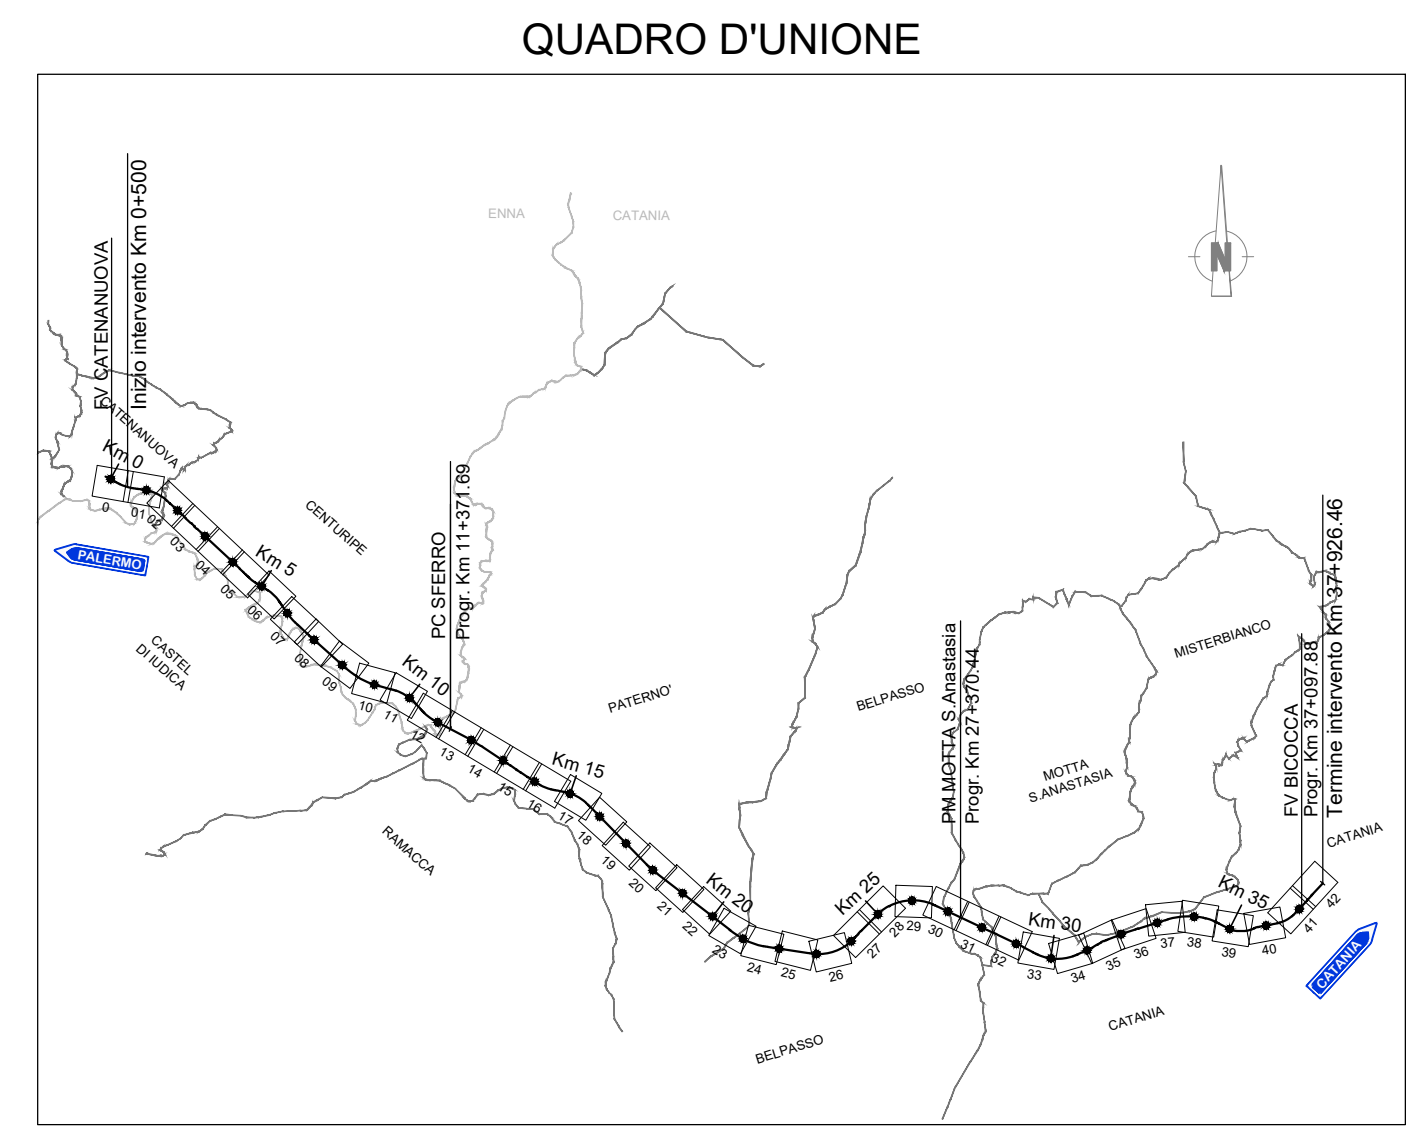 QUADRO D'UNIONE
ENNA
CATANIA
N
FV CATENANUOVA
Inizio intervento Km 0+500
CATENANUOVA
Km 0
PALERMO
CENTURIPE
Km 5
CASTEL
DI IUDICA
PC SFERRO
Progr. Km 11+371.69
Km 10
PATERNO'
Km 15
RAMACCA
Km 20
BELPASSO
Km 25
PM MOTTA S.Anastasia
Progr. Km 27+370.44
MOTTA
S.ANASTASIA
MISTERBIANCO
Km 30
Km 35
FV BICOCCA
Progr. Km 37+097.88
Termine intervento Km 37+926.46
CATANIA
CATANIA
CATANIA
BELPASSO
0
01
02
03
04
05
06
07
08
09
10
11
12
13
14
15
16
17
18
19
20
21
22
23
24
25
26
27
28
29
30
31
32
33
34
35
36
37
38
39
40
41
42